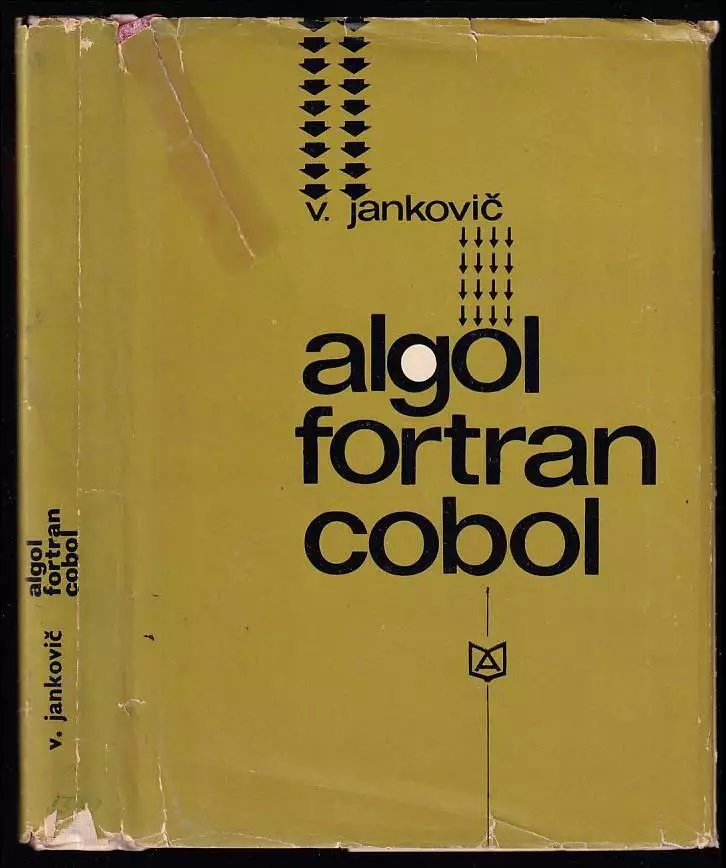 v. jankovič
algol
fortran
cobol
A
v. jankovič
algol
fortran
cobol